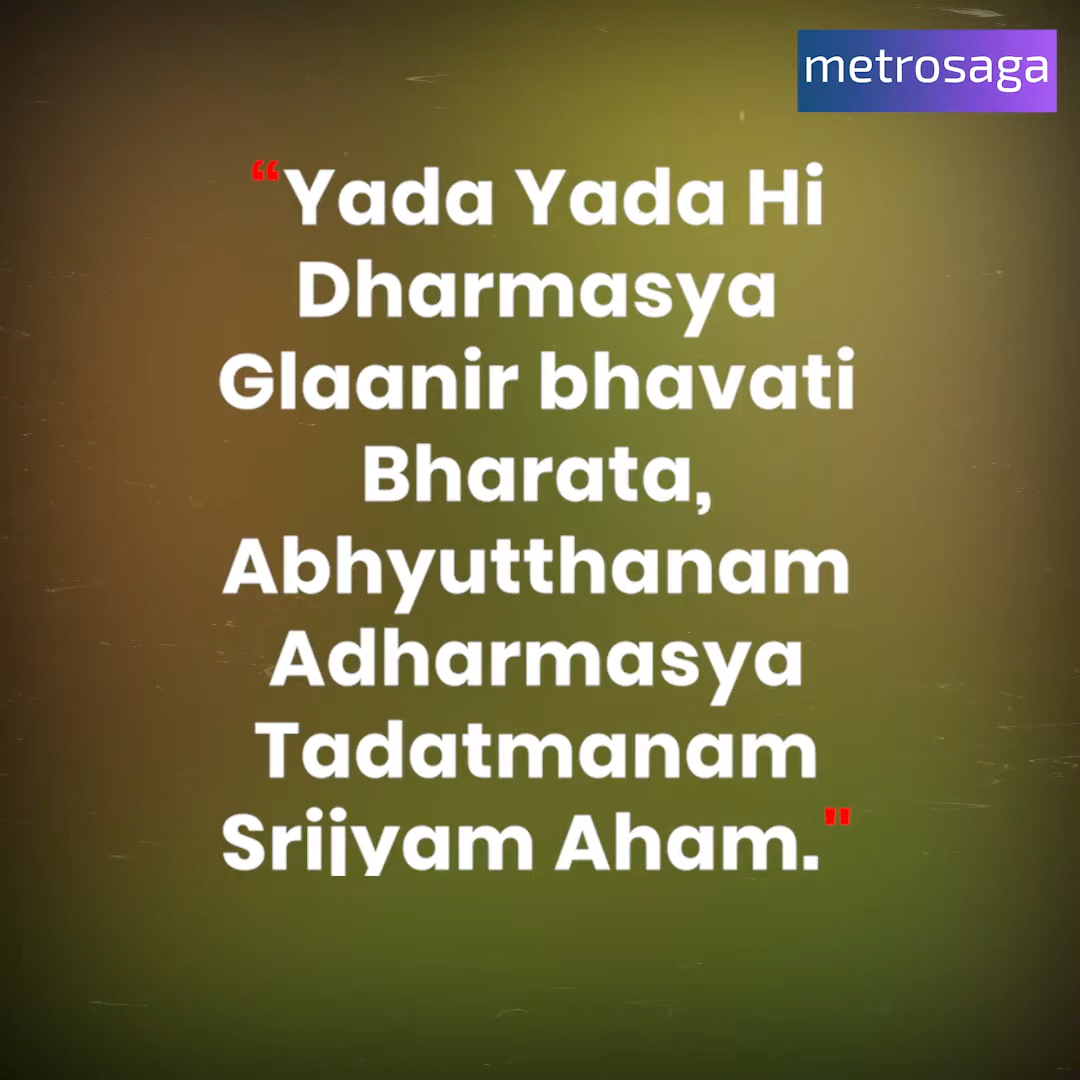 metrosaga
“Yada Yada Hi
Dharmasya
Glaanir bhavati
Bharata,
Abhyutthanam
Adharmasya
Tadatmanam
Srijyam Aham."